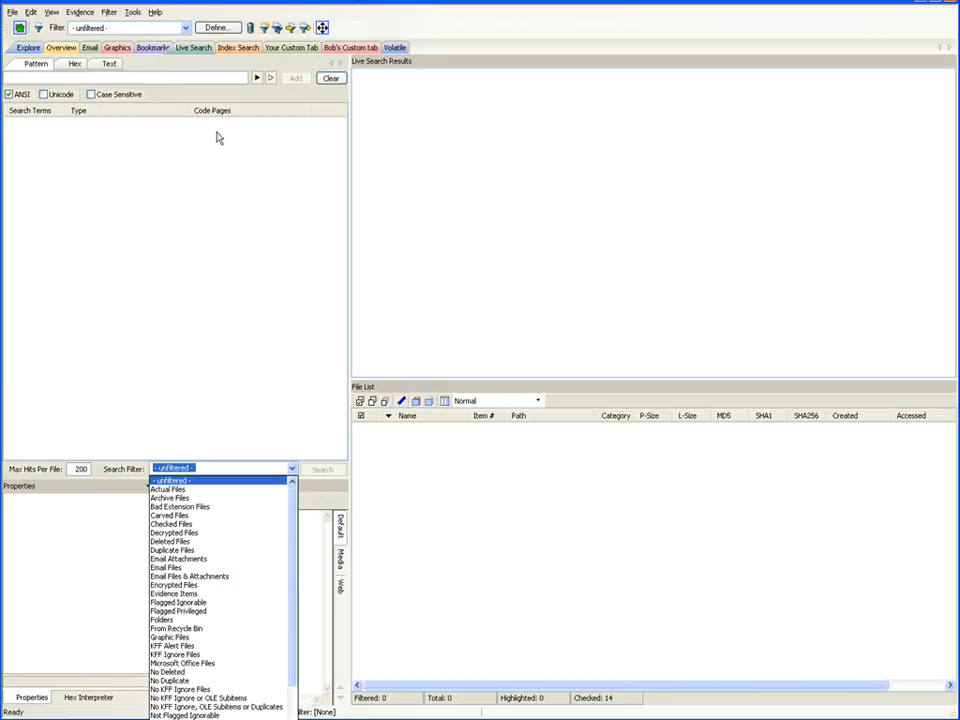 File Edit View Evidence Filter Tools Help
Filter: - unfiltered - Define...
Explore Overview Email Graphics Bookmarks Live Search Index Search Your Custom Tab Bob's Custom tab Volatile
Pattern Hex Text
Live Search Results
Add Clear
ANSI Unicode Case Sensitive
Search Terms Type Code Pages
File List
Normal
Name Item # Path Category P-Size L-Size MD5 SHA1 SHA256 Created Accessed
Max Hits Per File: 200 Search Filter: - unfiltered - Search
Properties
- unfiltered -
Actual Files
Archive Files
Bad Extension Files
Carved Files
Checked Files
Decrypted Files
Deleted Files
Duplicate Files
Email Attachments
Email Files
Email Files & Attachments
Encrypted Files
Evidence Items
Flagged Ignorable
Flagged Privileged
Folders
From Recycle Bin
Graphic Files
KFF Alert Files
KFF Ignore Files
Microsoft Office Files
No Deleted
No Duplicate
No KFF Ignore Files
No KFF Ignore or OLE Subitems
No KFF Ignore, OLE Subitems or Duplicates
Not Flagged Ignorable
Default
Media
Web
Properties Hex Interpreter
Filtered: 0 Total: 0 Highlighted: 0 Checked: 14
Ready
[None]